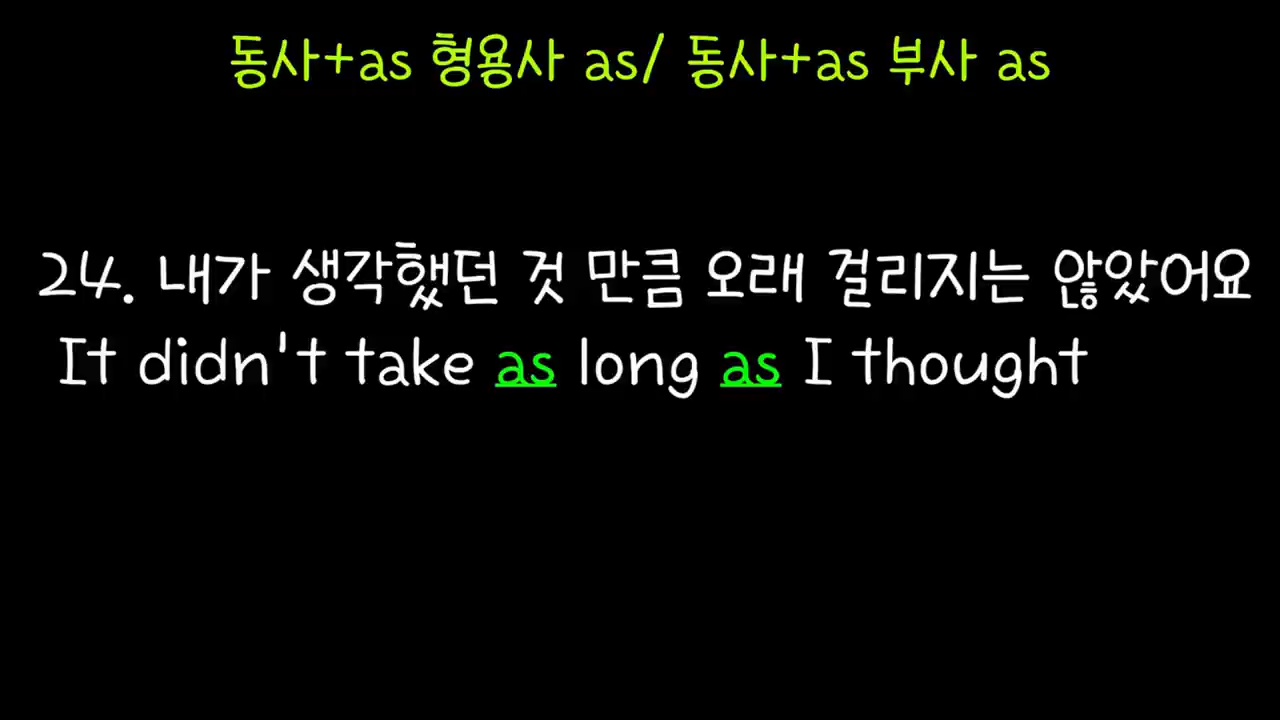 동사+as 형용사 as/ 동사+as 부사 as
24. 내가 생각했던 것 만큼 오래 걸리지는 않았어요
It didn't take as long as I thought